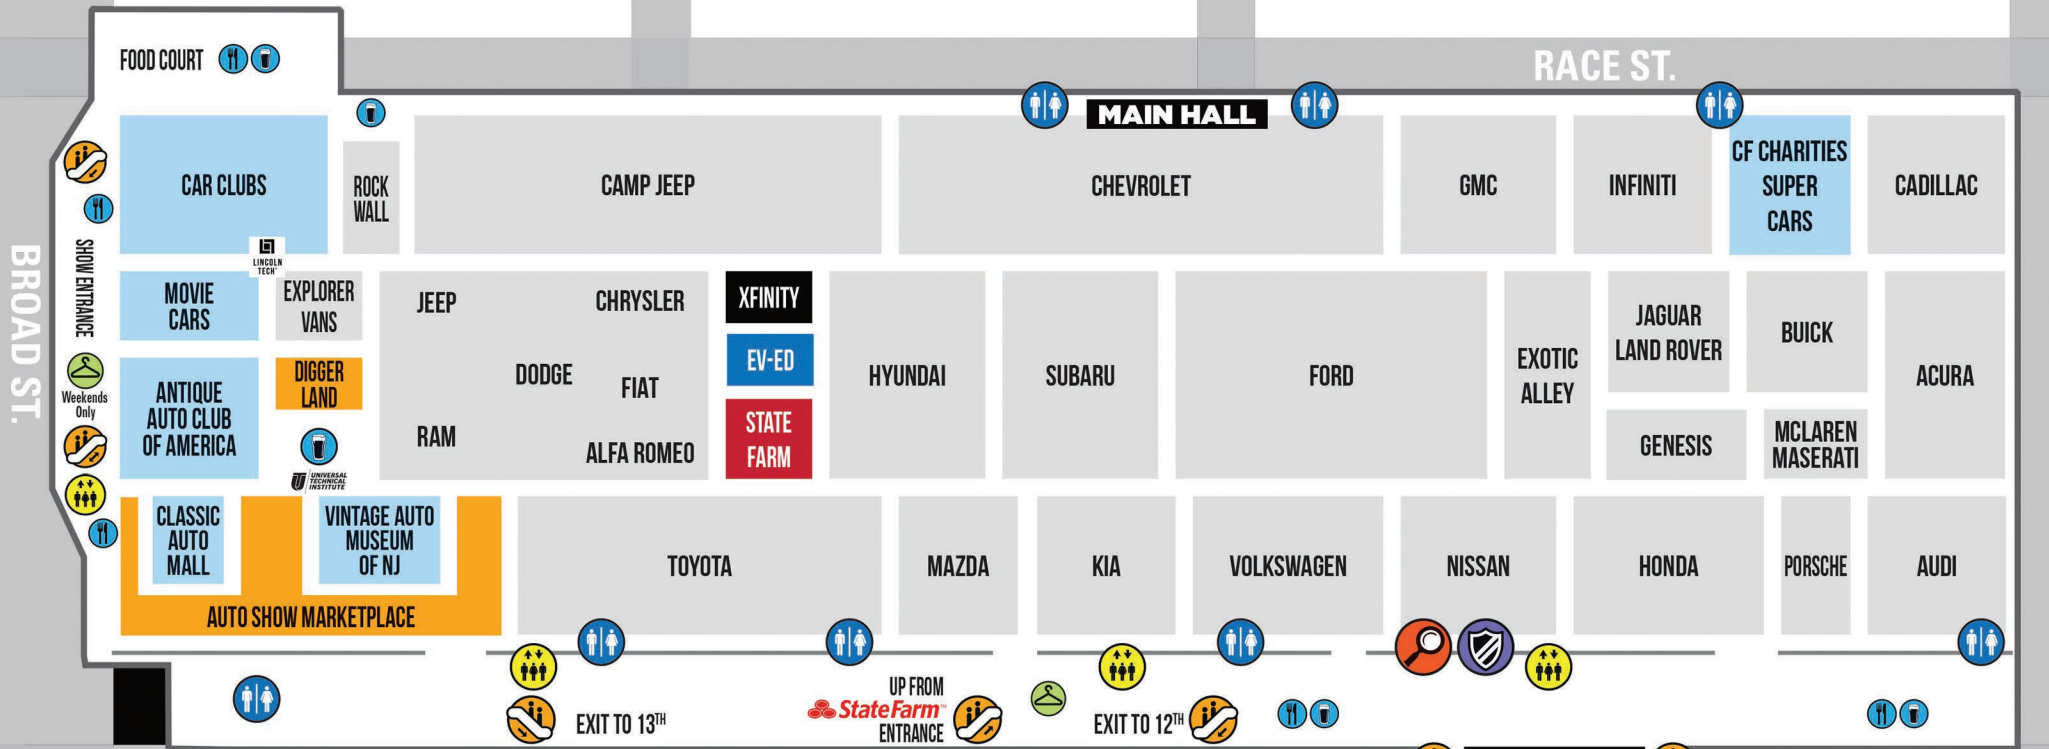 RACE ST.
FOOD COURT
MAIN HALL
BROAD ST.
SHOW ENTRANCE
CAR CLUBS
ROCK
WALL
CAMP JEEP
CHEVROLET
GMC
INFINITI
CF CHARITIES
SUPER
CARS
CADILLAC
LINCOLN
TECH
MOVIE
CARS
EXPLORER
VANS
JEEP
CHRYSLER
DODGE
FIAT
RAM
ALFA ROMEO
XFINITY
EV-ED
STATE
FARM
HYUNDAI
SUBARU
FORD
EXOTIC
ALLEY
JAGUAR
LAND ROVER
BUICK
ACURA
GENESIS
MCLAREN
MASERATI
Weekends
Only
ANTIQUE
AUTO CLUB
OF AMERICA
DIGGER
LAND
UNIVERSAL
TECHNICAL
INSTITUTE
CLASSIC
AUTO
MALL
VINTAGE AUTO
MUSEUM
OF NJ
AUTO SHOW MARKETPLACE
TOYOTA
MAZDA
KIA
VOLKSWAGEN
NISSAN
HONDA
PORSCHE
AUDI
EXIT TO 13TH
UP FROM
StateFarm™
ENTRANCE
EXIT TO 12TH